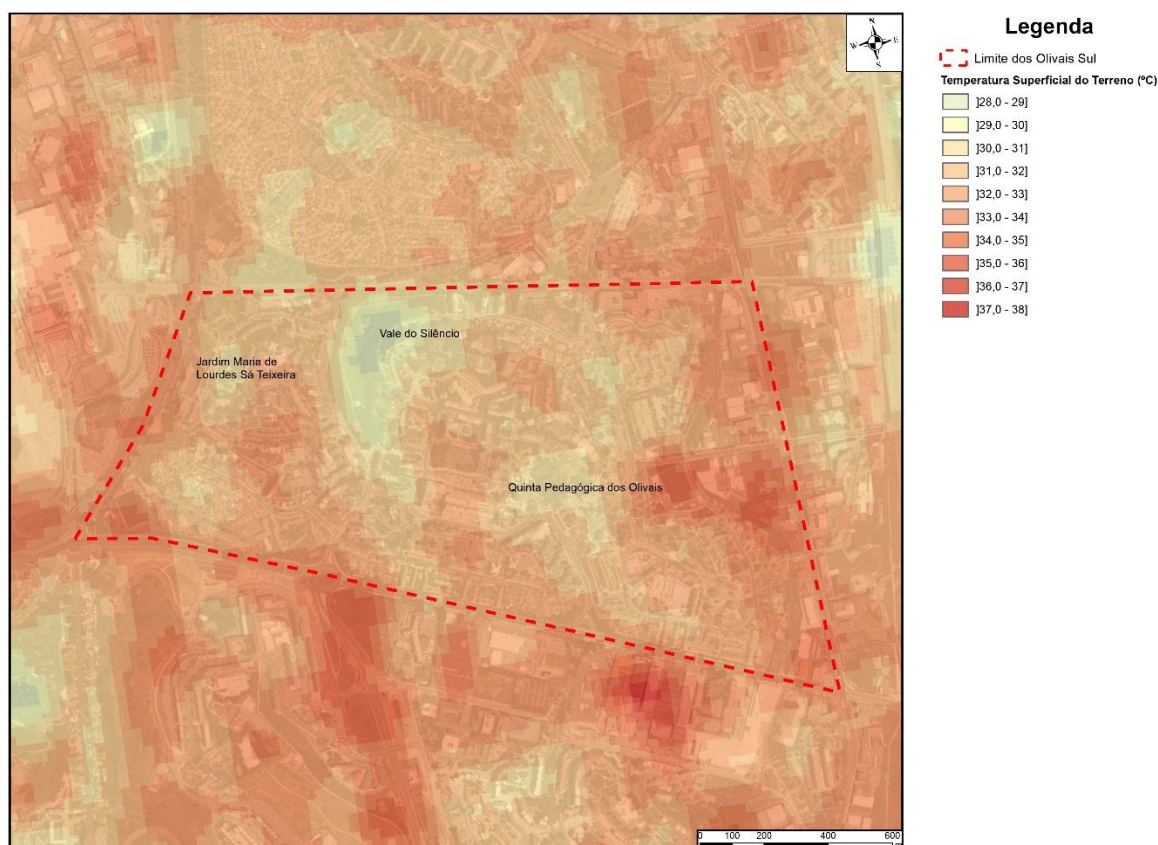 N
W E
S
Legenda
Limite dos Olivais Sul
Temperatura Superficial do Terreno (ºC)
]28,0 - 29]
]29,0 - 30]
]30,0 - 31]
]31,0 - 32]
]32,0 - 33]
]33,0 - 34]
]34,0 - 35]
]35,0 - 36]
]36,0 - 37]
]37,0 - 38]
Vale do Silêncio
Jardim Maria de
Lourdes Sá Teixeira
Quinta Pedagógica dos Olivais
0 100 200 400 600